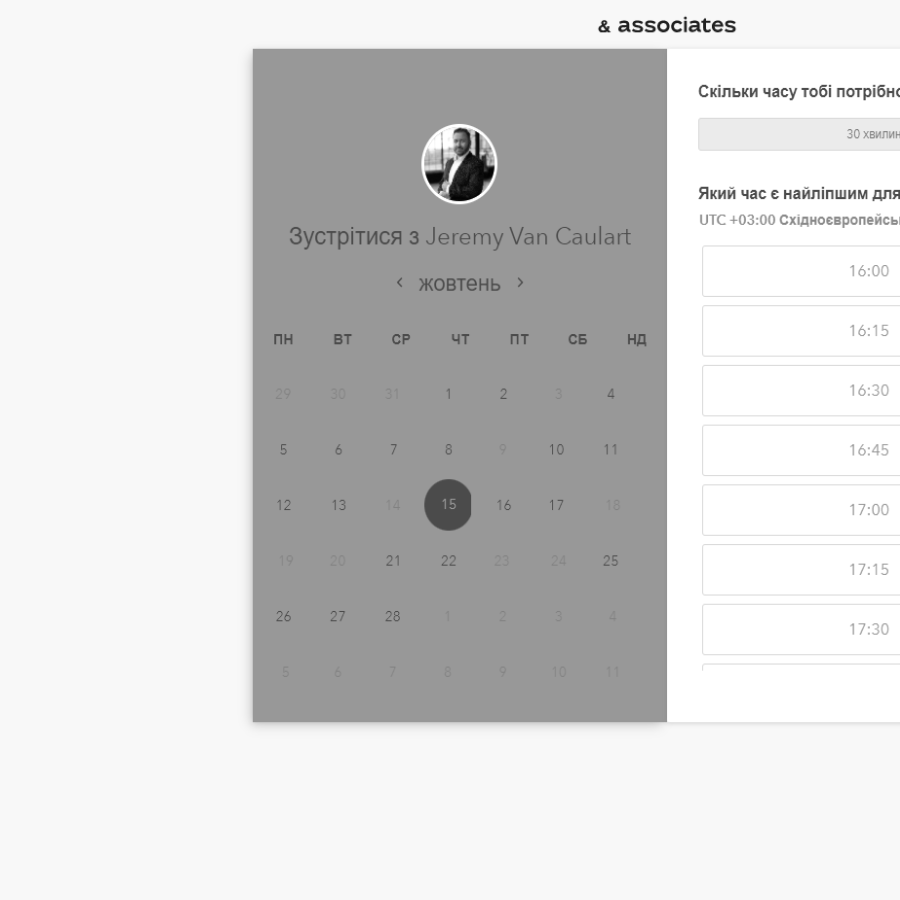 & associates
Зустрітися з Jeremy Van Caulart
‹ жовтень ›
ПН ВТ СР ЧТ ПТ СБ НД
29 30 31 1 2 3 4
5 6 7 8 9 10 11
12 13 14 15 16 17 18
19 20 21 22 23 24 25
26 27 28 1 2 3 4
5 6 7 8 9 10 11
Скільки часу тобі потрібно
30 хвилин
Який час є найліпшим для
UTC +03:00 Східноєвропейсь
16:00
16:15
16:30
16:45
17:00
17:15
17:30